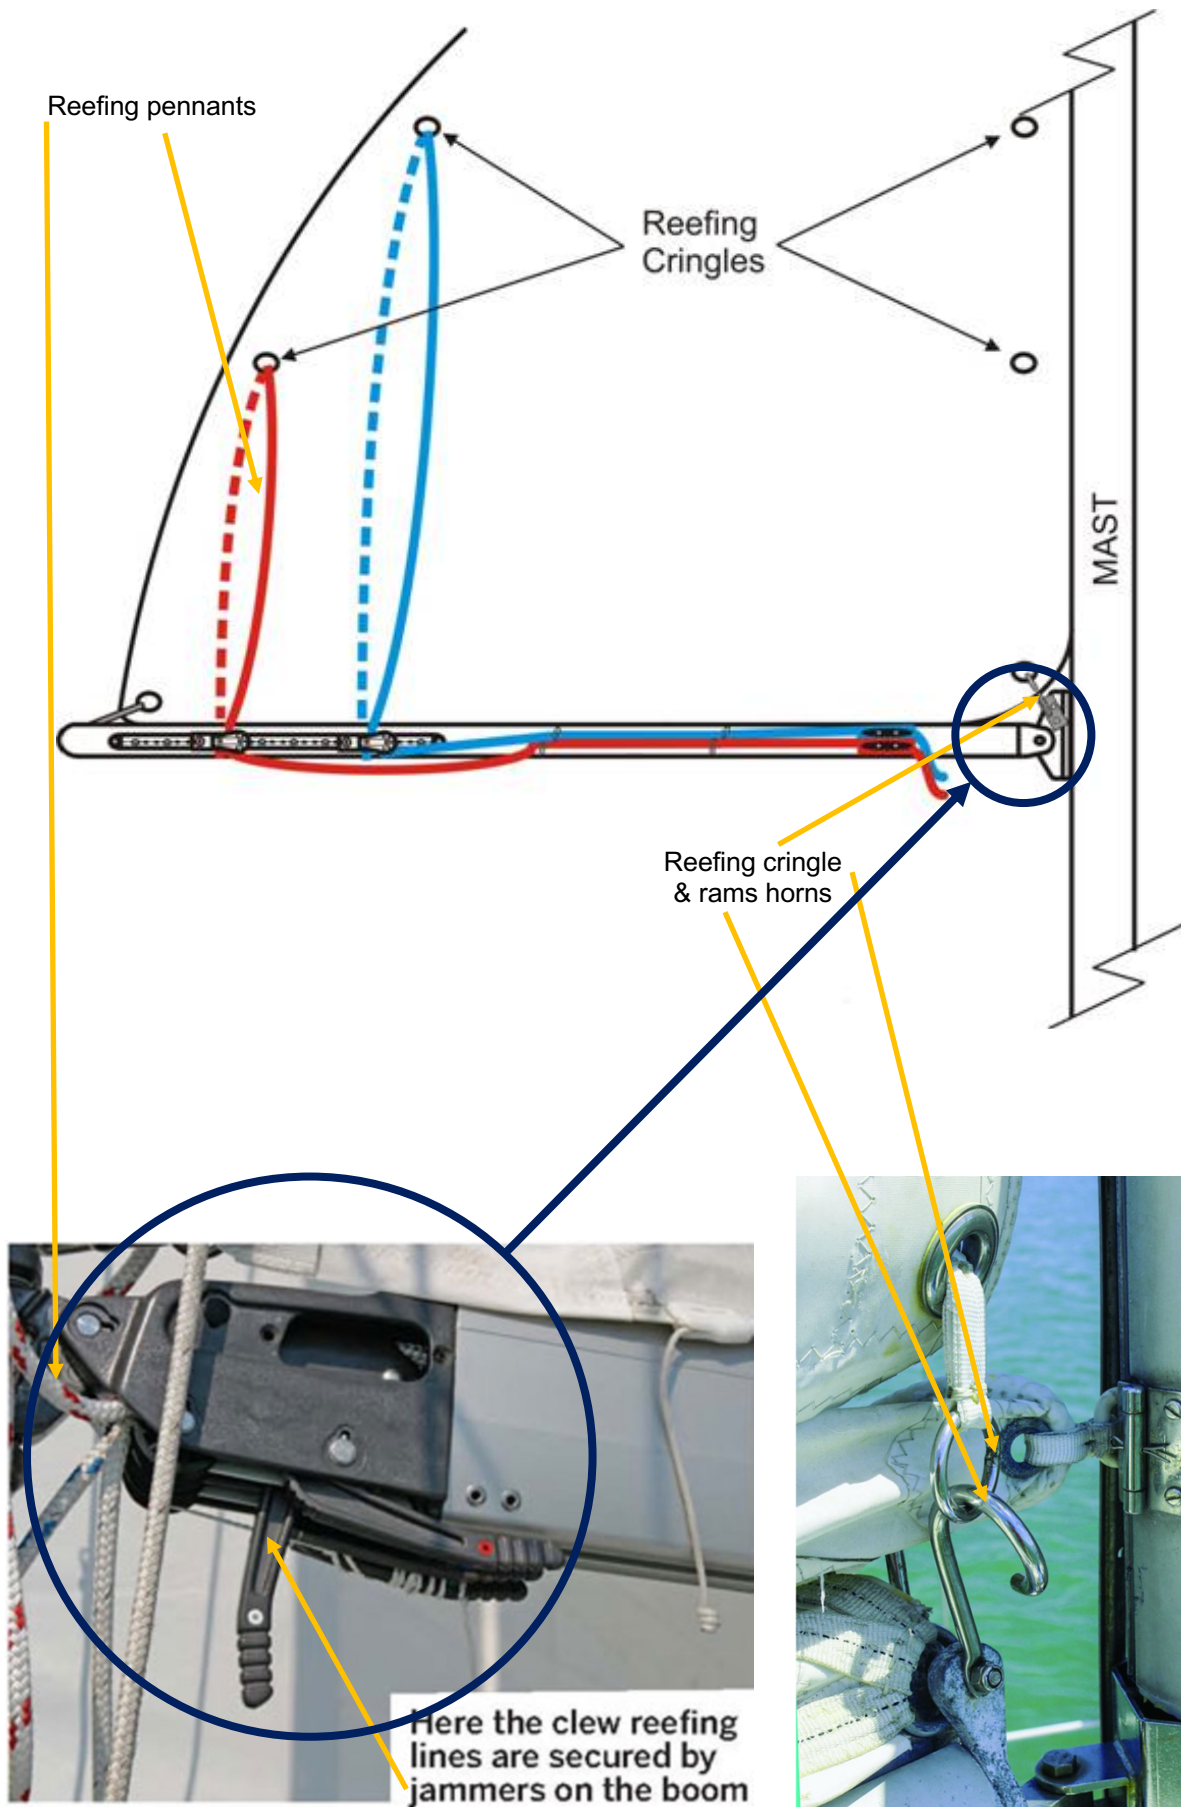 Reefing pennants
Reefing
Cringles
MAST
Reefing cringle
& rams horns
Here the clew reefing
lines are secured by
jammers on the boom